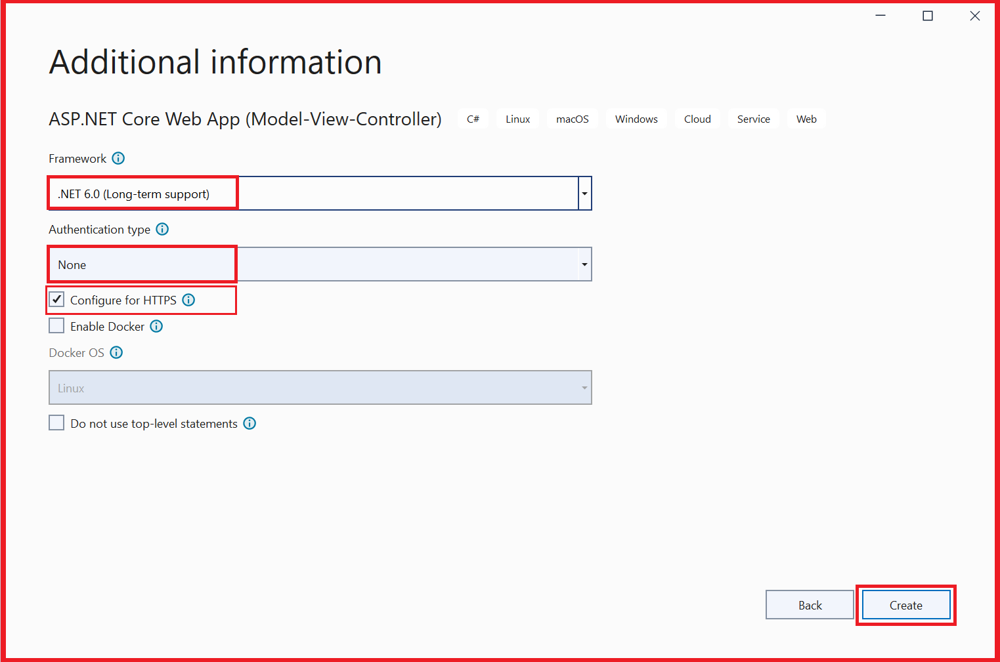 Additional information
ASP.NET Core Web App (Model-View-Controller) C# Linux macOS Windows Cloud Service Web
Framework
.NET 6.0 (Long-term support)
Authentication type
None
Configure for HTTPS
Enable Docker
Docker OS
Linux
Do not use top-level statements
Back Create